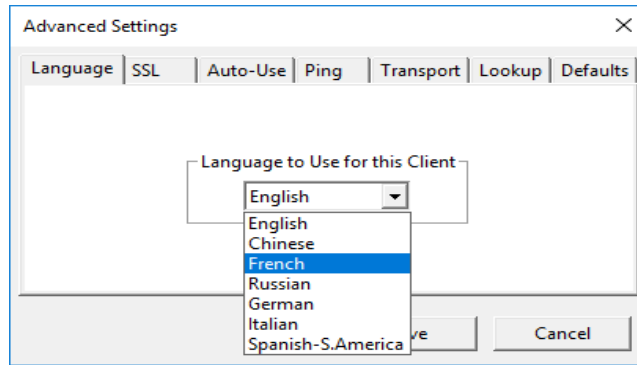 Advanced Settings
Language SSL Auto-Use Ping Transport Lookup Defaults
Language to Use for this Client
English
English
Chinese
French
Russian
German
Italian
Spanish-S.America
Cancel